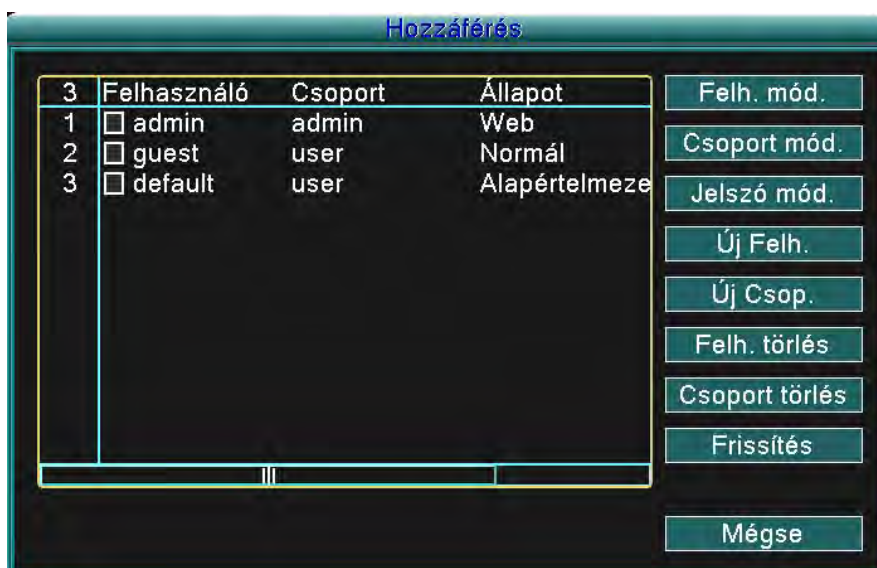 Hozzáférés
3 Felhasználó Csoport Állapot
1 admin admin Web
2 guest user Normál
3 default user Alapértelmeze
Felh. mód.
Csoport mód.
Jelszó mód.
Új Felh.
Új Csop.
Felh. törlés
Csoport törlés
Frissítés
Mégse